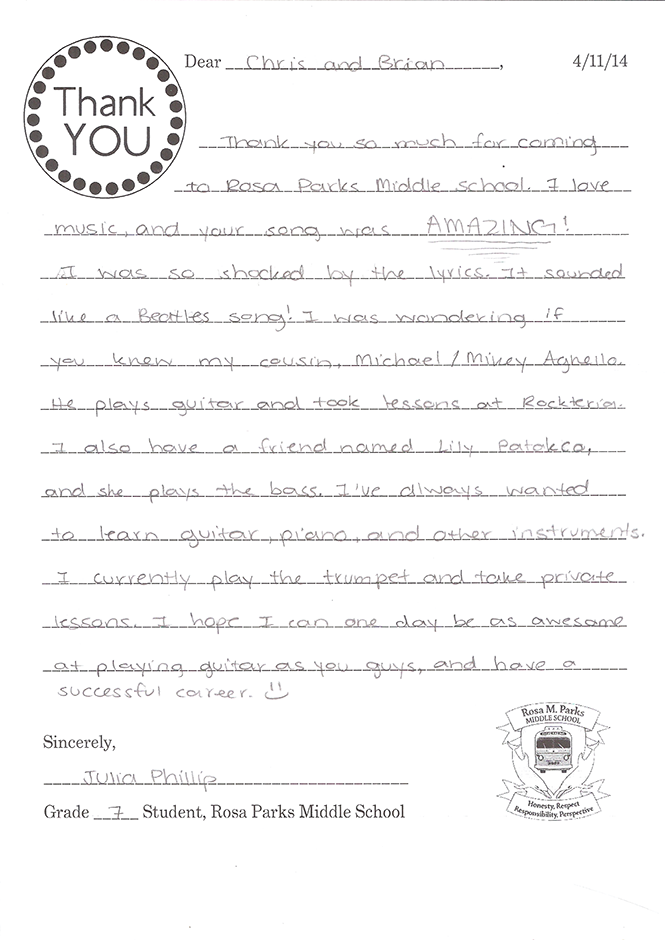 Thank
YOU
Dear Chris and Brian, 4/11/14
Thank you so much for coming
to Rosa Parks Middle school. I love
music, and your song was AMAZING!
I was so shocked by the lyrics. It sounded
like a Beattles song! I was wandering if
you knew my cousin, Michael/Mikey Agnello.
He plays guitar and took lessons at Rockteria.
I also have a friend named Lily Patakca,
and she plays the bass. I've always wanted
to learn guitar, piano, and other instruments.
I currently play the trumpet and take private
lessons. I hope I can one day be as awesome
at playing guitar as you guys, and have a
successful career.
Sincerely,
Julia Phillip
Grade 7 Student, Rosa Parks Middle School
Rosa M. Parks
MIDDLE SCHOOL
Honesty, Respect
Responsibility, Perspective